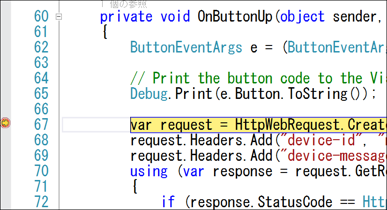 1 個の参照
60 private void OnButtonUp(object sender,
61 {
62 ButtonEventArgs e = (ButtonEventAr
63
64 // Print the button code to the Vi
65 Debug.Print(e.Button.ToString());
66
67 var request = HttpWebRequest.Creat
68 request.Headers.Add("device-id",
69 request.Headers.Add("device-messag
70 using (var response = request.GetR
71 {
72 if (response.StatusCode == Htt